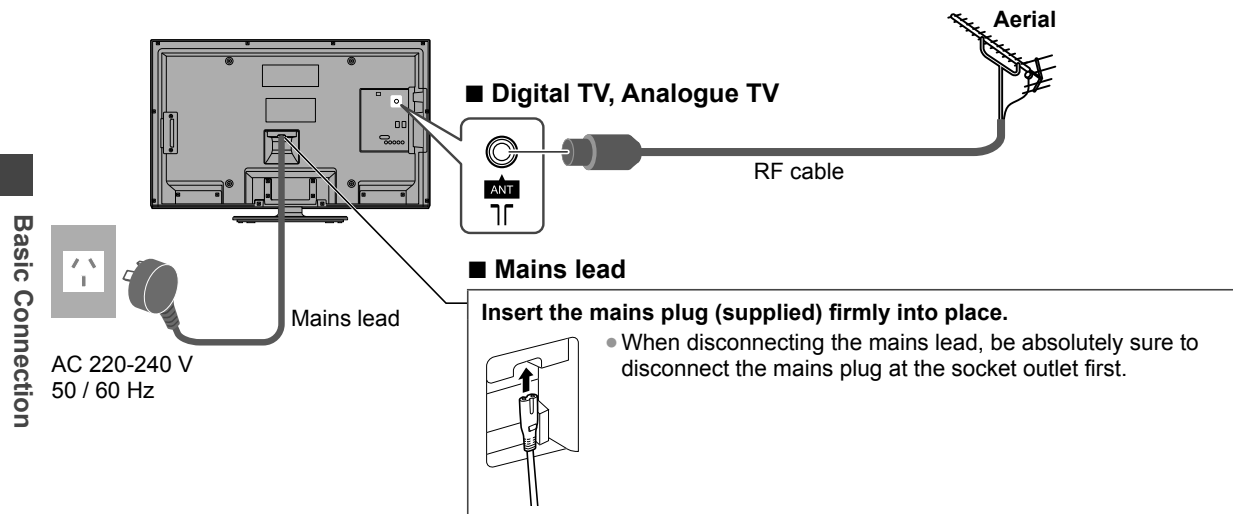 Aerial
■ Digital TV, Analogue TV
ANT
RF cable
Basic Connection
■ Mains lead
Mains lead
AC 220-240 V
50 / 60 Hz
Insert the mains plug (supplied) firmly into place.
● When disconnecting the mains lead, be absolutely sure to
disconnect the mains plug at the socket outlet first.